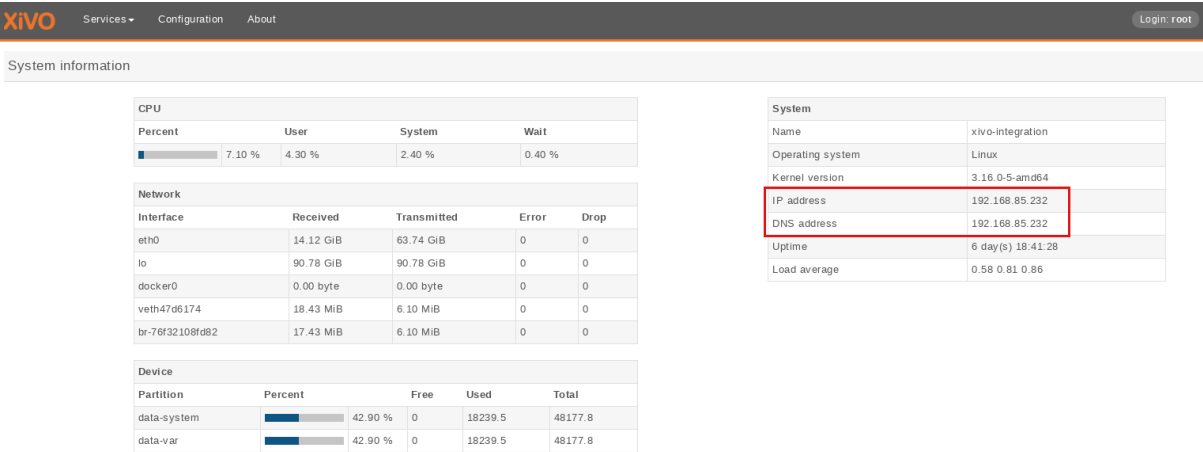 XiVO Services Configuration About Login: root
System information
CPU
Percent User System Wait
7.10 % 4.30 % 2.40 % 0.40 %
Network
Interface Received Transmitted Error Drop
eth0 14.12 GiB 63.74 GiB 0 0
lo 90.78 GiB 90.78 GiB 0 0
docker0 0.00 byte 0.00 byte 0 0
veth47d6174 18.43 MiB 6.10 MiB 0 0
br-76f32108fd82 17.43 MiB 6.10 MiB 0 0
Device
Partition Percent Free Used Total
data-system 42.90 % 0 18239.5 48177.8
data-var 42.90 % 0 18239.5 48177.8
System
Name xivo-integration
Operating system Linux
Kernel version 3.16.0-5-amd64
IP address 192.168.85.232
DNS address 192.168.85.232
Uptime 6 day(s) 18:41:28
Load average 0.58 0.81 0.86